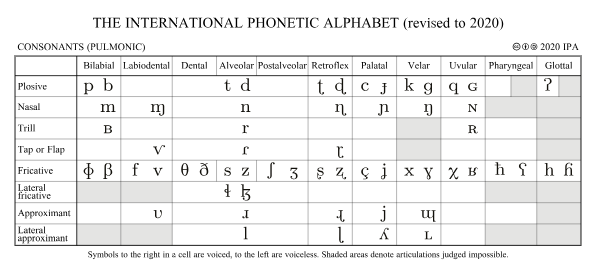 THE INTERNATIONAL PHONETIC ALPHABET (revised to 2020)
CONSONANTS (PULMONIC) 🅭🅯🄎 2020 IPA
Bilabial Labiodental Dental Alveolar Postalveolar Retroflex Palatal Velar Uvular Pharyngeal Glottal
Plosive p b t d ʈ ɖ c ɟ k ɡ q ɢ ʔ
Nasal m ɱ n ɳ ɲ ŋ ɴ
Trill ʙ r ʀ
Tap or Flap ⱱ ɾ ɽ
Fricative ɸ β f v θ ð s z ʃ ʒ ʂ ʐ ç ʝ x ɣ χ ʁ ħ ʕ h ɦ
Lateral
fricative ɬ ɮ
Approximant ʋ ɹ ɻ j ɰ
Lateral
approximant l ɭ ʎ ʟ
Symbols to the right in a cell are voiced, to the left are voiceless. Shaded areas denote articulations judged impossible.